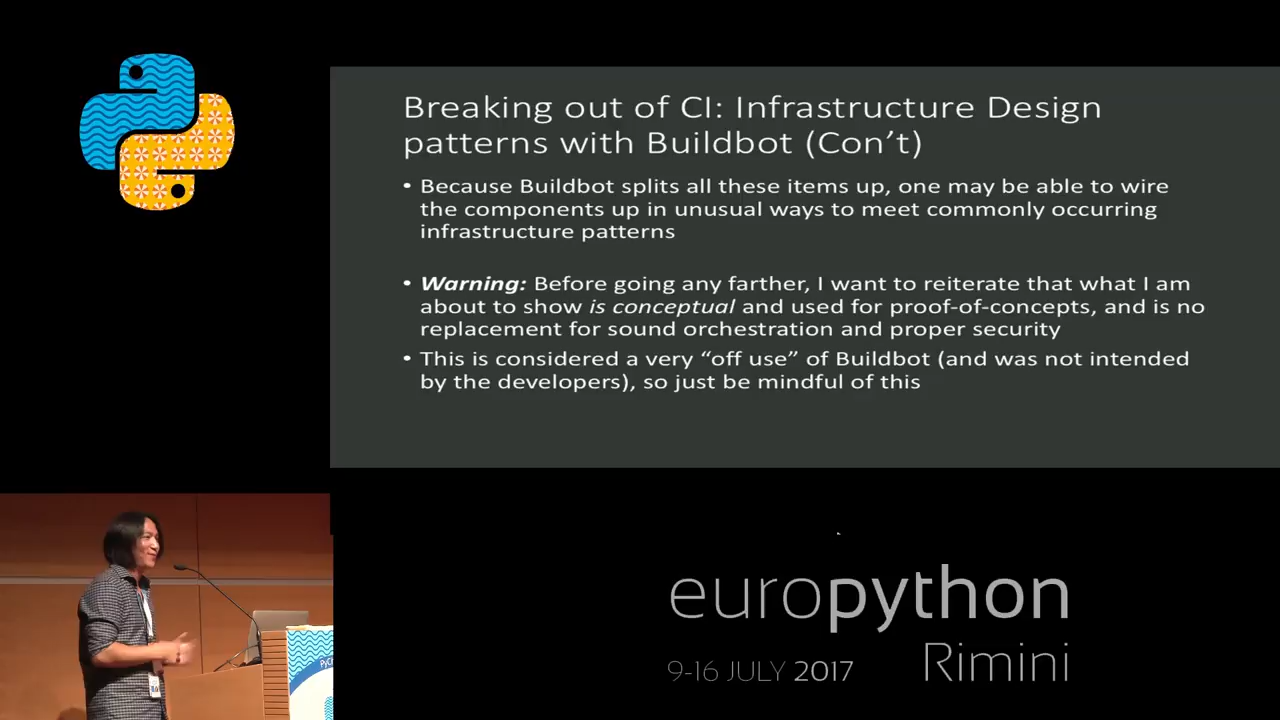 Breaking out of CI: Infrastructure Design
patterns with Buildbot (Con’t)
• Because Buildbot splits all these items up, one may be able to wire
the components up in unusual ways to meet commonly occurring
infrastructure patterns
• Warning: Before going any farther, I want to reiterate that what I am
about to show is conceptual and used for proof-of-concepts, and is no
replacement for sound orchestration and proper security
• This is considered a very “off use” of Buildbot (and was not intended
by the developers), so just be mindful of this
europython
Rimini
9-16 JULY 2017